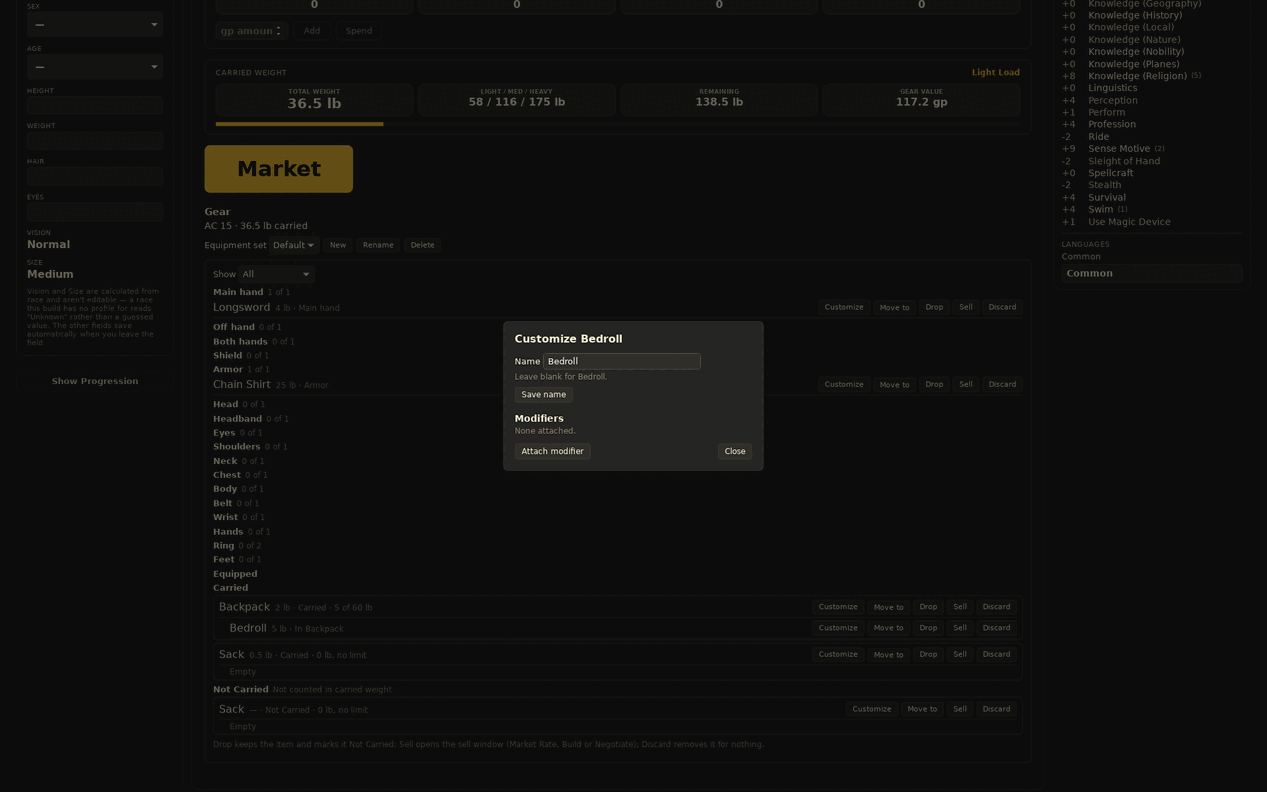 SEX
—
AGE
—
HEIGHT
WEIGHT
HAIR
EYES
VISION
Normal
SIZE
Medium
Vision and Size are calculated from
race and aren't editable — a race
this build has no profile for reads
"Unknown" rather than a guessed
value. The other fields save
automatically when you leave the
field.
Show Progression
0 0 0 0
gp amoun Add Spend
CARRIED WEIGHT Light Load
TOTAL WEIGHT
36.5 lb
LIGHT / MED / HEAVY
58 / 116 / 175 lb
REMAINING
138.5 lb
GEAR VALUE
117.2 gp
Market
Gear
AC 15 · 36.5 lb carried
Equipment set Default New Rename Delete
Show All
Main hand 1 of 1
Longsword 4 lb · Main hand Customize Move to Drop Sell Discard
Off hand 0 of 1
Both hands 0 of 1
Shield 0 of 1
Armor 1 of 1
Chain Shirt 25 lb · Armor Customize Move to Drop Sell Discard
Head 0 of 1
Headband 0 of 1
Eyes 0 of 1
Shoulders 0 of 1
Neck 0 of 1
Chest 0 of 1
Body 0 of 1
Belt 0 of 1
Wrist 0 of 1
Hands 0 of 1
Ring 0 of 2
Feet 0 of 1
Equipped
Carried
Backpack 2 lb · Carried · 5 of 60 lb Customize Move to Drop Sell Discard
Bedroll 5 lb · In Backpack Customize Move to Drop Sell Discard
Sack 0.5 lb · Carried · 0 lb, no limit Customize Move to Drop Sell Discard
Empty
Not Carried Not counted in carried weight
Sack — · Not Carried · 0 lb, no limit Customize Move to Sell Discard
Empty
Drop keeps the item and marks it Not Carried; Sell opens the sell window (Market Rate, Build or Negotiate); Discard removes it for nothing.
Customize Bedroll
Name Bedroll
Leave blank for Bedroll.
Save name
Modifiers
None attached.
Attach modifier Close
+0 Knowledge (Geography)
+0 Knowledge (History)
+0 Knowledge (Local)
+0 Knowledge (Nature)
+0 Knowledge (Nobility)
+0 Knowledge (Planes)
+8 Knowledge (Religion) (5)
+0 Linguistics
+4 Perception
+1 Perform
+4 Profession
-2 Ride
+9 Sense Motive (2)
-2 Sleight of Hand
+0 Spellcraft
-2 Stealth
+4 Survival
+4 Swim (1)
+1 Use Magic Device
LANGUAGES
Common
Common